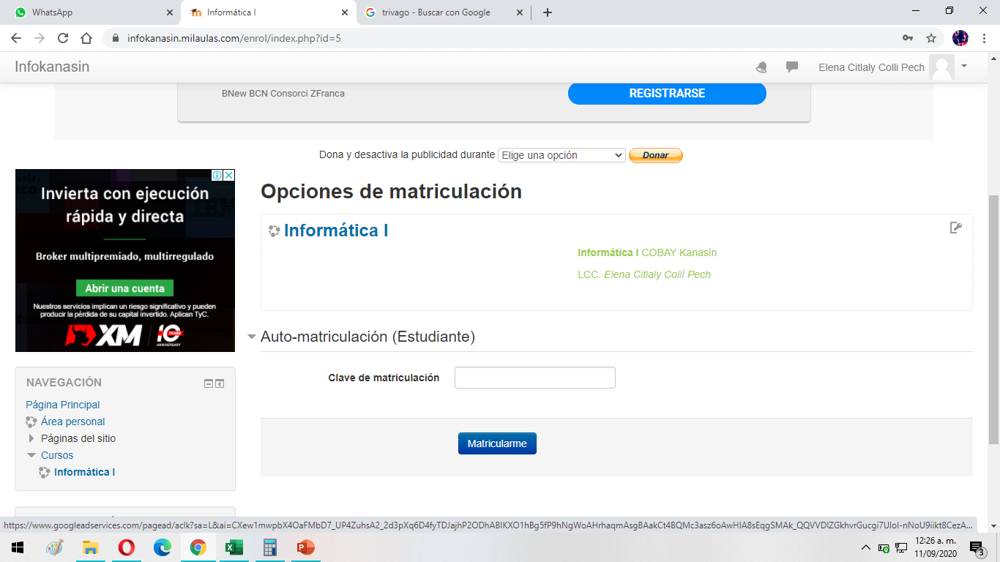 WhatsApp
Informática I
trivago - Buscar con Google
infokanasin.milaulas.com/enrol/index.php?id=5
Infokanasin
Elena Citlaly Colli Pech
BNew BCN Consorci ZFranca
REGISTRARSE
Dona y desactiva la publicidad durante Elige una opción Donar
Invierta con ejecución
rápida y directa
Broker multipremiado, multirregulado
Abrir una cuenta
Nuestros servicios implican un riesgo significativo y pueden
producir la pérdida de su capital invertido. Aplican TyC.
XM 10 YEARS
ANNIVERSARY
Opciones de matriculación
Informática I
Informática I COBAY Kanasín
LCC. Elena Citlaly Collí Pech
Auto-matriculación (Estudiante)
Clave de matriculación
Matricularme
NAVEGACIÓN
Página Principal
Área personal
Páginas del sitio
Cursos
Informática I
12:26 a. m.
11/09/2020
3